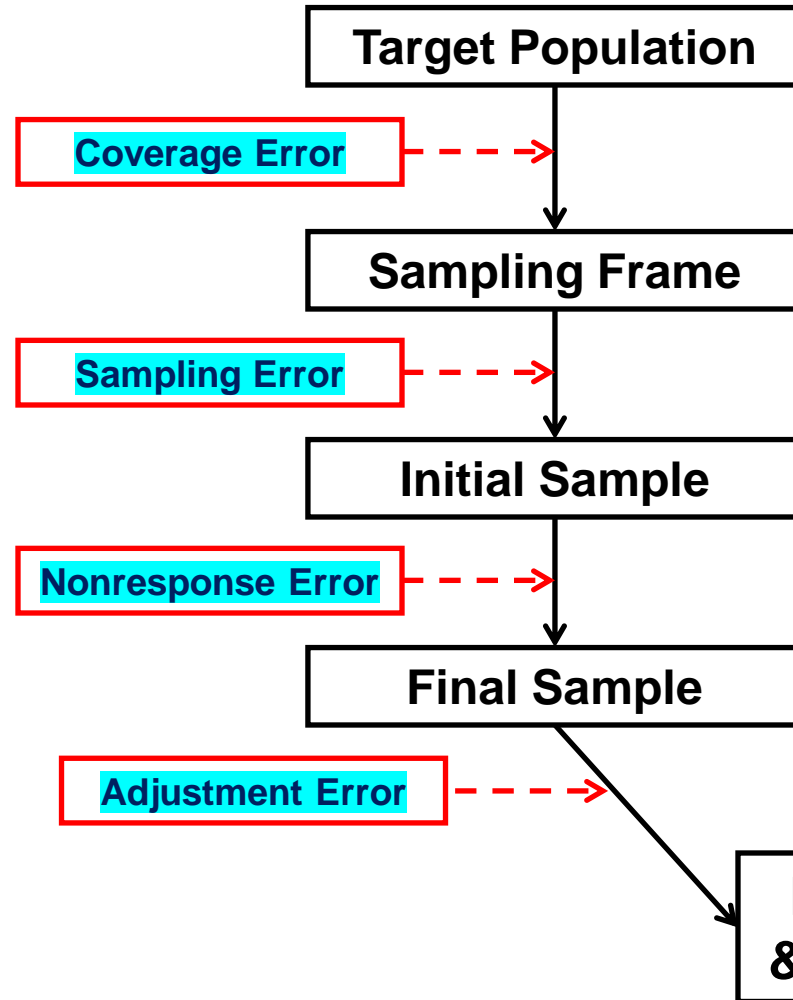 Target Population
Coverage Error
Sampling Frame
Sampling Error
Initial Sample
Nonresponse Error
Final Sample
Adjustment Error
&